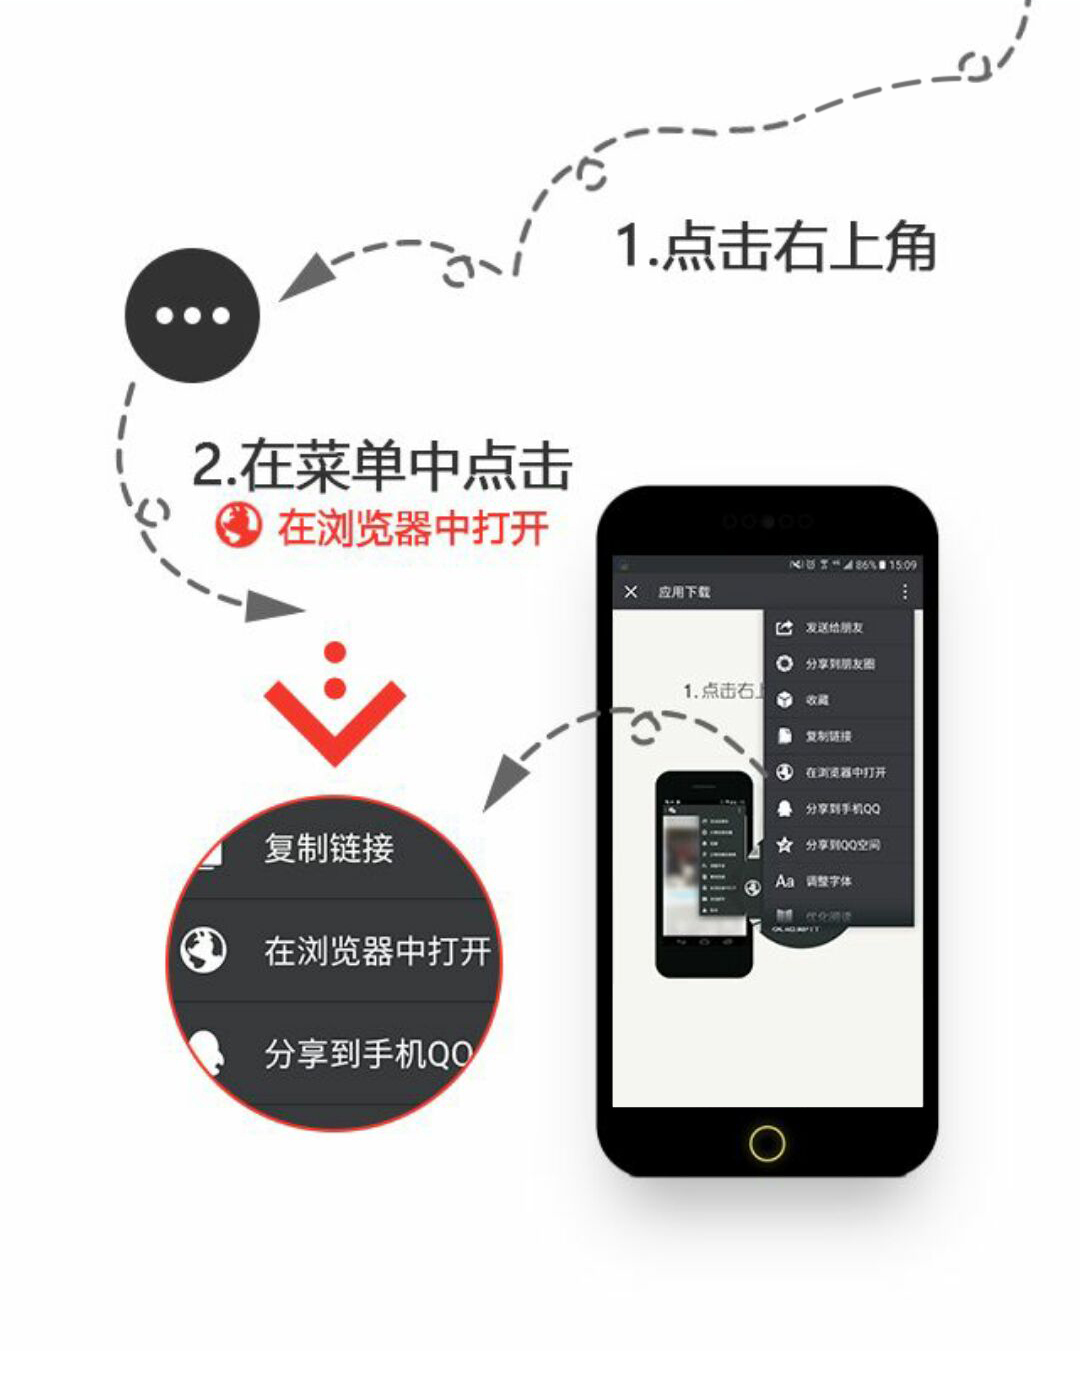 1.点击右上角
2.在菜单中点击
在浏览器中打开
86% 15:09
应用下载
发送给朋友
分享到朋友圈
收藏
复制链接
在浏览器中打开
分享到手机QQ
分享到QQ空间
Aa 调整字体
优化阅读
1.点击右上
复制链接
在浏览器中打开
分享到手机QQ